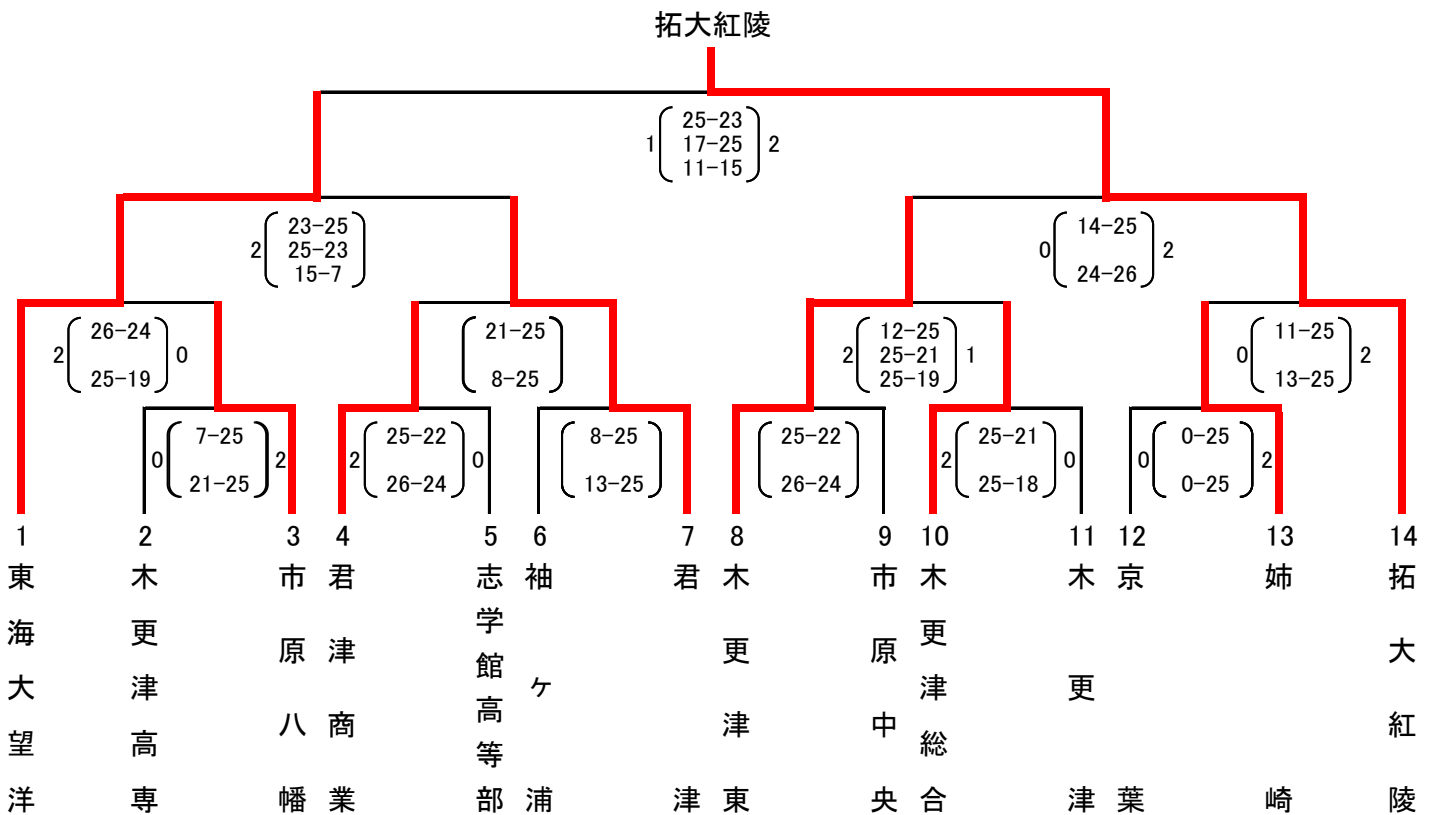 拓大紅陵
25-23
1 17-25 2
11-15
23-25
2 25-23
15-7
14-25
0 2
24-26
26-24
2 0
25-19
21-25
8-25
12-25
2 25-21 1
25-19
11-25
0 2
13-25
7-25
0 2
21-25
25-22
2 0
26-24
8-25
13-25
25-22
26-24
25-21
2 0
25-18
0-25
0 2
0-25
1 2 3 4 5 6 7 8 9 10 11 12 13 14
東海大望洋
木更津高専
市原八幡
君津商業
志学館高等部
袖ヶ浦
君津
木更津東
市原中央
木更津総合
木更津
京葉
姉崎
拓大紅陵